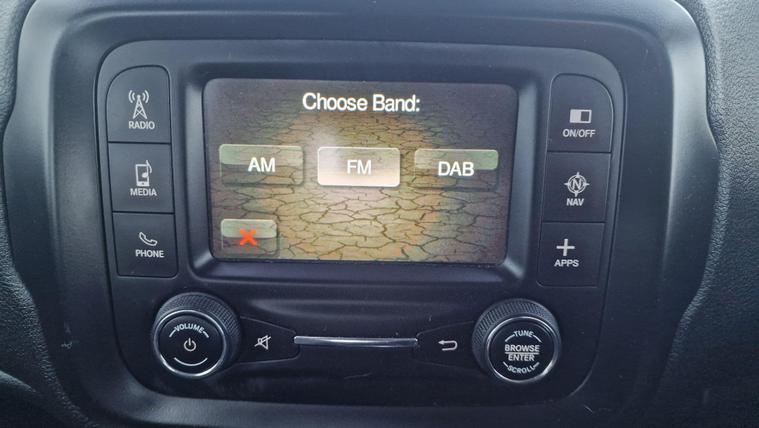 Choose Band:
AM
FM
DAB
RADIO
MEDIA
PHONE
ON/OFF
N
NAV
APPS
VOLUME
TUNE
BROWSE
ENTER
SCROLL